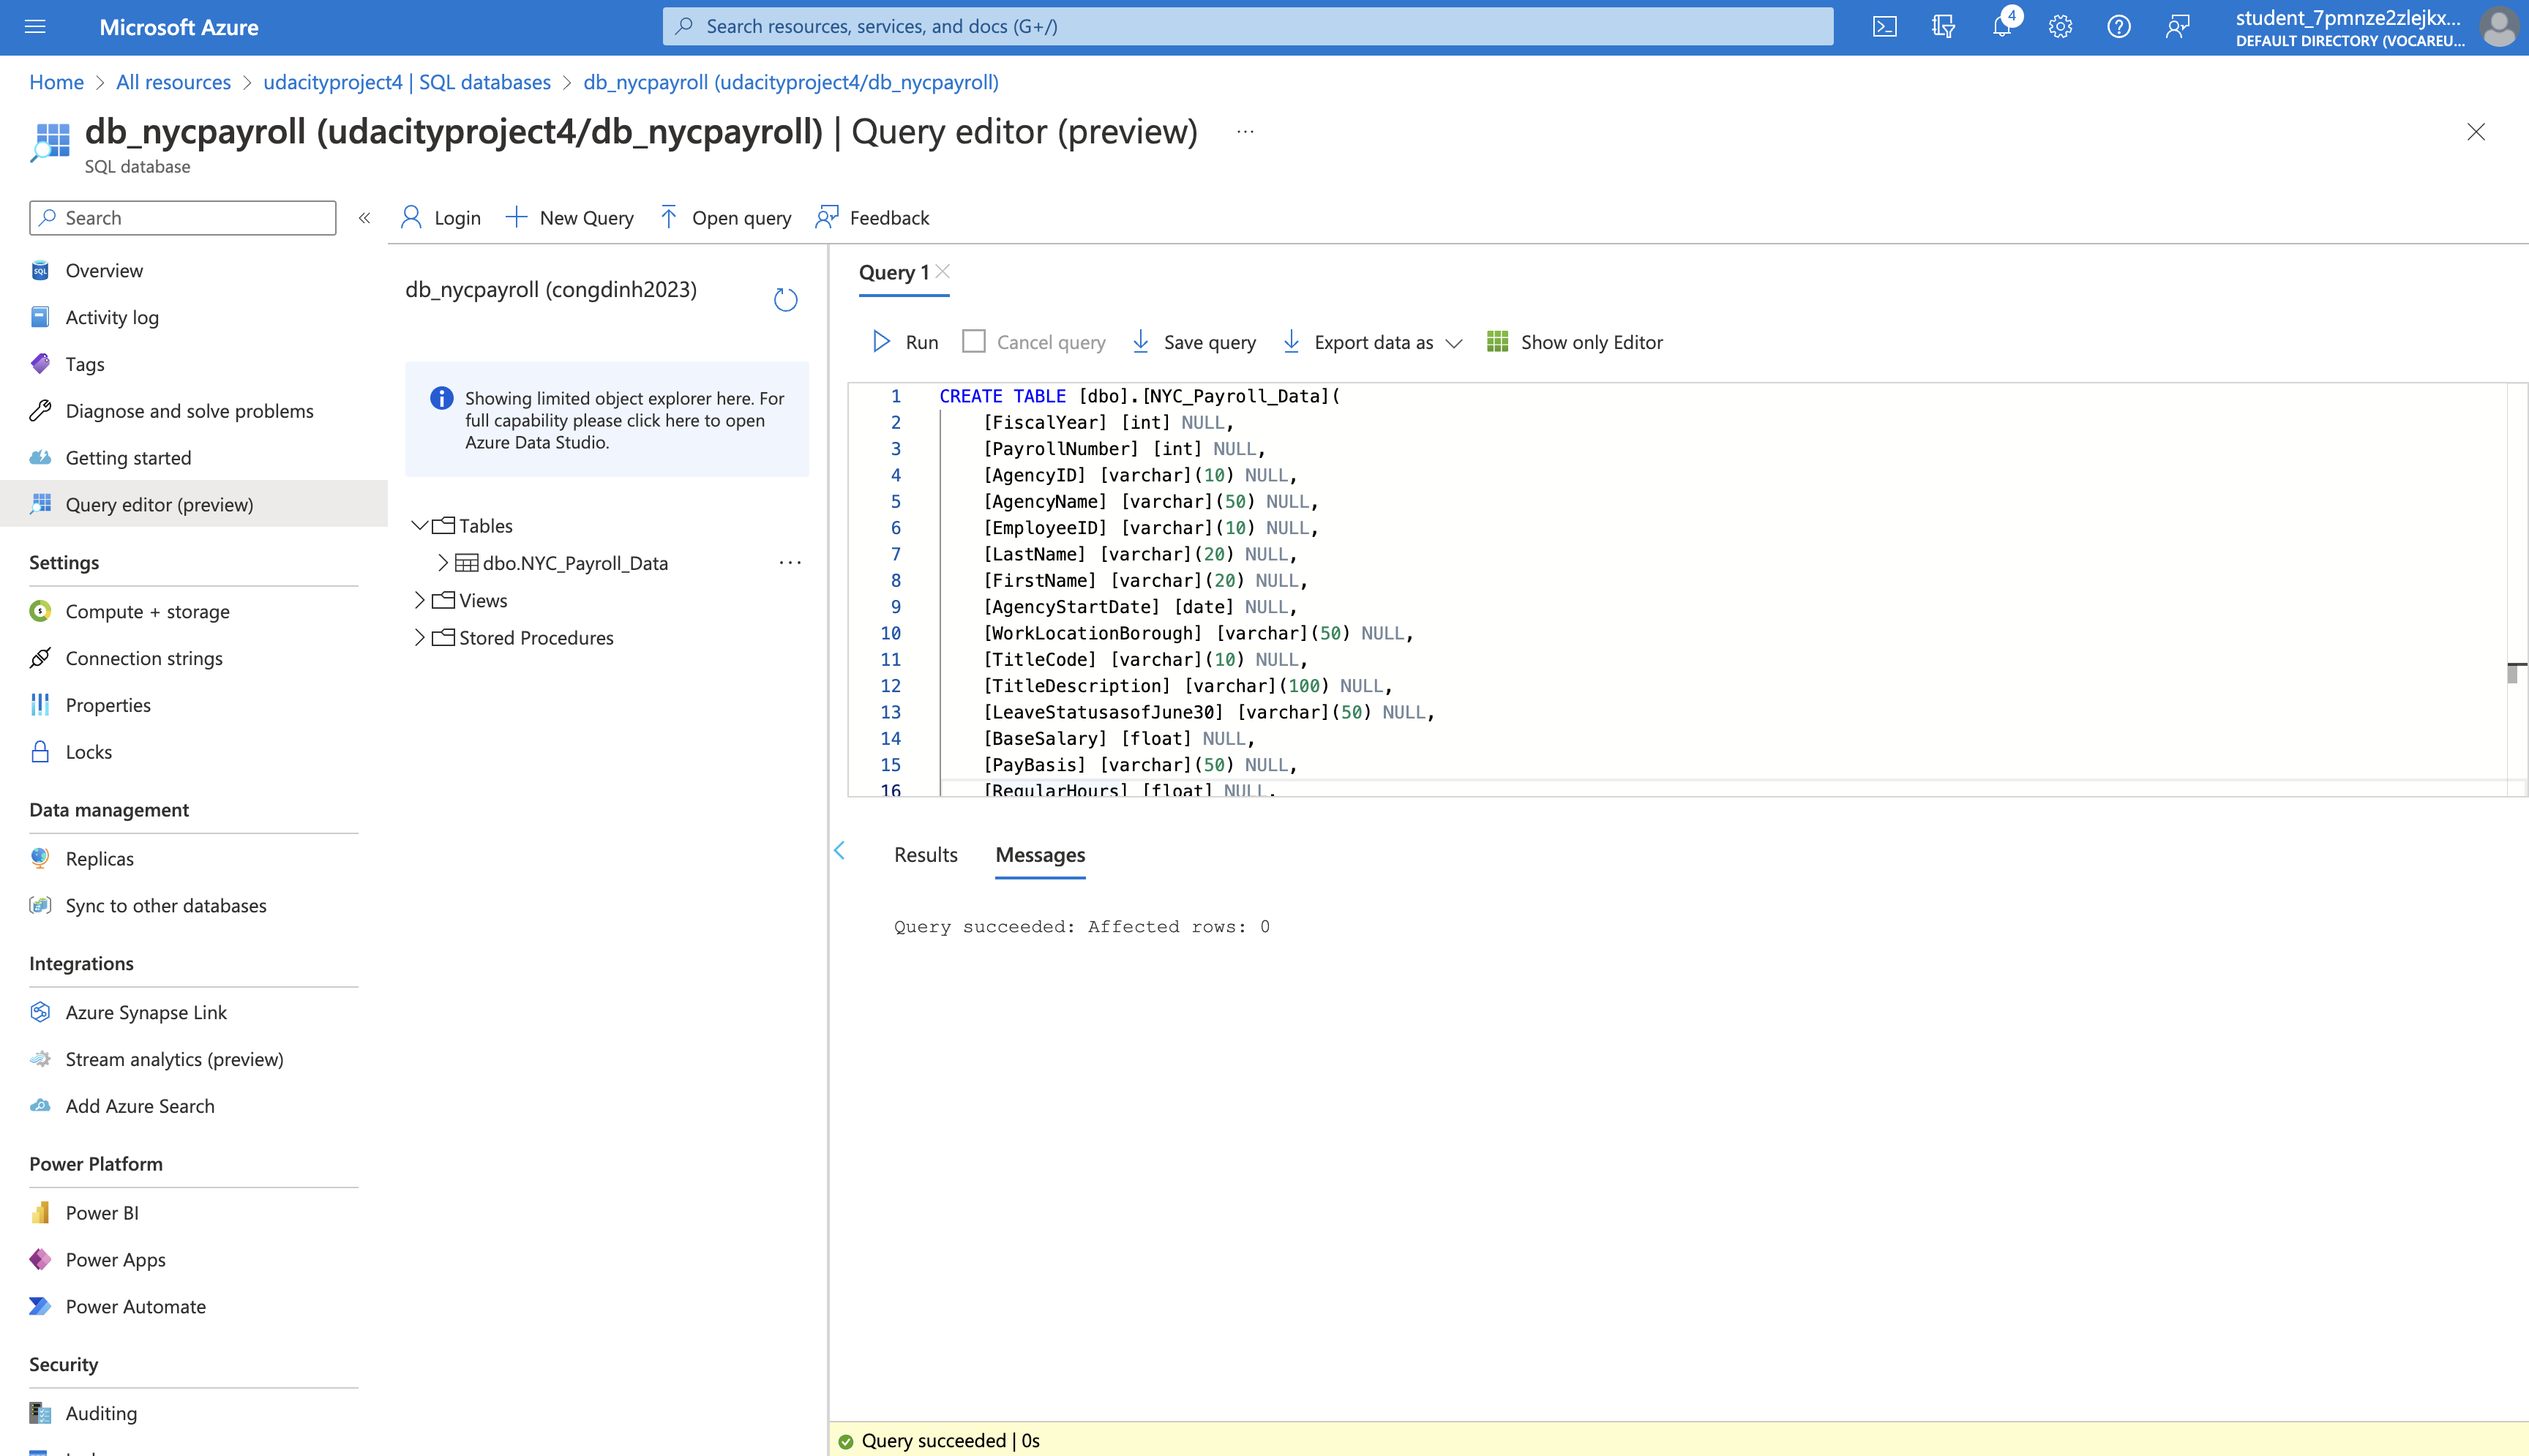 Microsoft Azure
Search resources, services, and docs (G+/)
4
student_7pmnze2zlejkx...
DEFAULT DIRECTORY (VOCAREU...
Home > All resources > udacityproject4 | SQL databases > db_nycpayroll (udacityproject4/db_nycpayroll)
db_nycpayroll (udacityproject4/db_nycpayroll) | Query editor (preview) ...
SQL database
Search
«
Login
New Query
Open query
Feedback
Overview
Activity log
Tags
Diagnose and solve problems
Getting started
Query editor (preview)
Settings
Compute + storage
Connection strings
Properties
Locks
Data management
Replicas
Sync to other databases
Integrations
Azure Synapse Link
Stream analytics (preview)
Add Azure Search
Power Platform
Power BI
Power Apps
Power Automate
Security
Auditing
db_nycpayroll (congdinh2023)
Showing limited object explorer here. For
full capability please click here to open
Azure Data Studio.
Tables
dbo.NYC_Payroll_Data ...
Views
Stored Procedures
Query 1
Run
Cancel query
Save query
Export data as
Show only Editor
1 CREATE TABLE [dbo].[NYC_Payroll_Data](
2 [FiscalYear] [int] NULL,
3 [PayrollNumber] [int] NULL,
4 [AgencyID] [varchar](10) NULL,
5 [AgencyName] [varchar](50) NULL,
6 [EmployeeID] [varchar](10) NULL,
7 [LastName] [varchar](20) NULL,
8 [FirstName] [varchar](20) NULL,
9 [AgencyStartDate] [date] NULL,
10 [WorkLocationBorough] [varchar](50) NULL,
11 [TitleCode] [varchar](10) NULL,
12 [TitleDescription] [varchar](100) NULL,
13 [LeaveStatusasofJune30] [varchar](50) NULL,
14 [BaseSalary] [float] NULL,
15 [PayBasis] [varchar](50) NULL,
16 [RegularHours] [float] NULL,
Results
Messages
Query succeeded: Affected rows: 0
Query succeeded | 0s